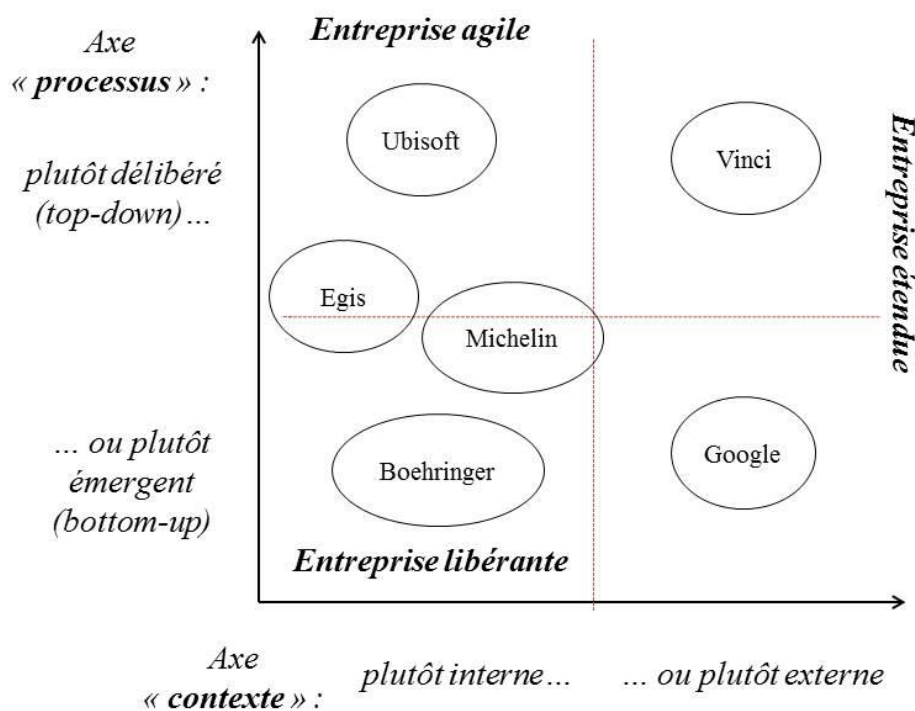 Entreprise agile
Axe
« processus » :
plutôt délibéré
(top-down) ...
Ubisoft
Vinci
Entreprise étendue
Egis
Michelin
... ou plutôt
émergent
(bottom-up)
Boehringer
Google
Entreprise libérante
Axe
« contexte » :
plutôt interne ...
... ou plutôt externe